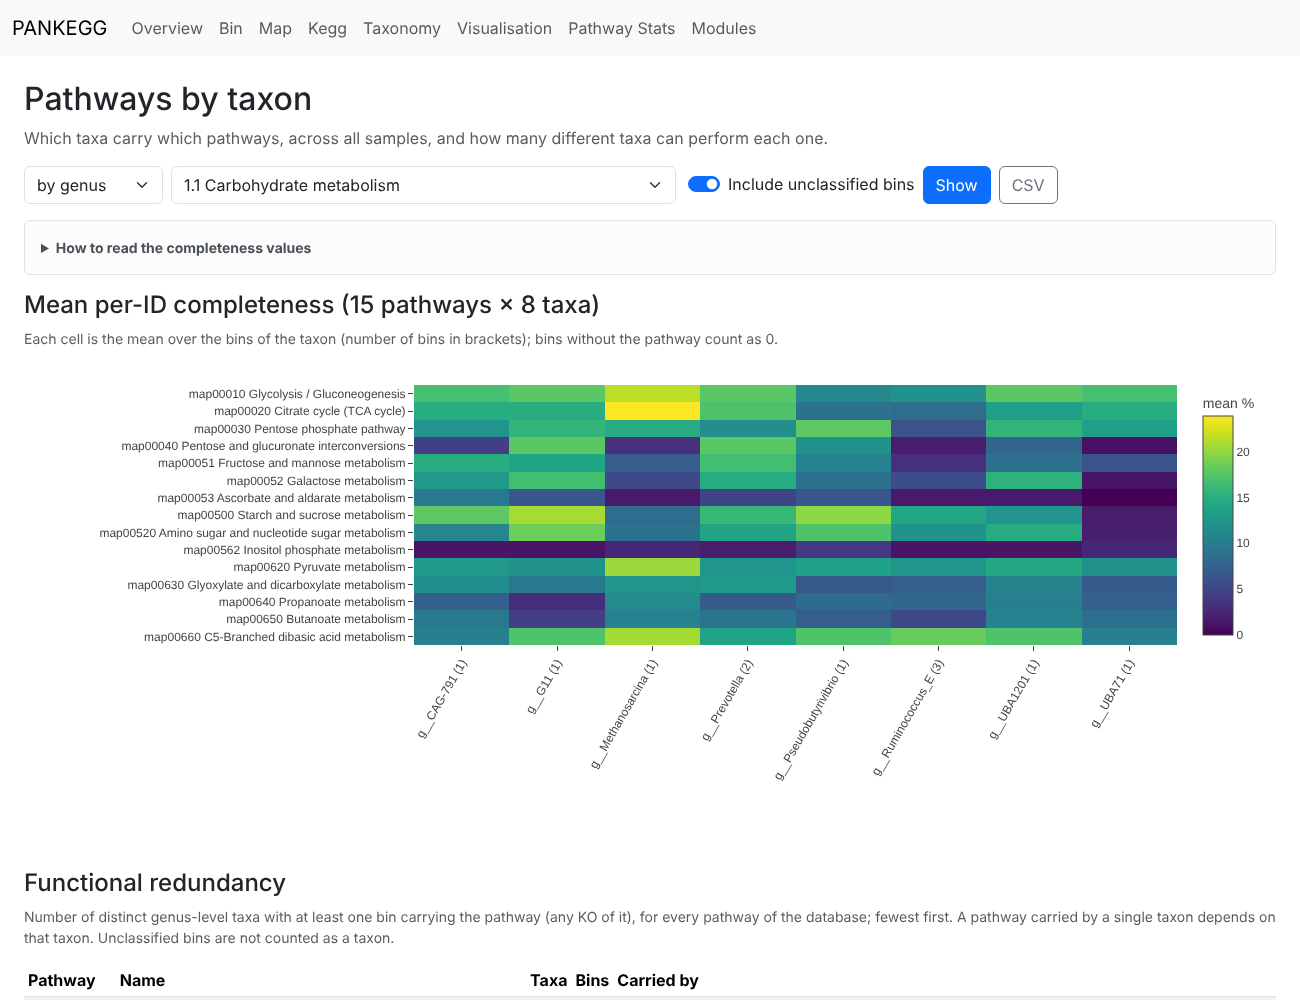 PANKEGG Overview Bin Map Kegg Taxonomy Visualisation Pathway Stats Modules
Pathways by taxon
Which taxa carry which pathways, across all samples, and how many different taxa can perform each one.
by genus 1.1 Carbohydrate metabolism Include unclassified bins Show CSV
How to read the completeness values
Mean per-ID completeness (15 pathways × 8 taxa)
Each cell is the mean over the bins of the taxon (number of bins in brackets); bins without the pathway count as 0.
map00010 Glycolysis / Gluconeogenesis
map00020 Citrate cycle (TCA cycle)
map00030 Pentose phosphate pathway
map00040 Pentose and glucuronate interconversions
map00051 Fructose and mannose metabolism
map00052 Galactose metabolism
map00053 Ascorbate and aldarate metabolism
map00500 Starch and sucrose metabolism
map00520 Amino sugar and nucleotide sugar metabolism
map00562 Inositol phosphate metabolism
map00620 Pyruvate metabolism
map00630 Glyoxylate and dicarboxylate metabolism
map00640 Propanoate metabolism
map00650 Butanoate metabolism
map00660 C5-Branched dibasic acid metabolism
g__CAG-791 (1)
g__G11 (1)
g__Methanosarcina (1)
g__Prevotella (2)
g__Pseudobutyrivibrio (1)
g__Ruminococcus_E (3)
g__UBA1201 (1)
g__UBA71 (1)
mean %
20
15
10
5
0
Functional redundancy
Number of distinct genus-level taxa with at least one bin carrying the pathway (any KO of it), for every pathway of the database; fewest first. A pathway carried by a single taxon depends on
that taxon. Unclassified bins are not counted as a taxon.
Pathway Name Taxa Bins Carried by